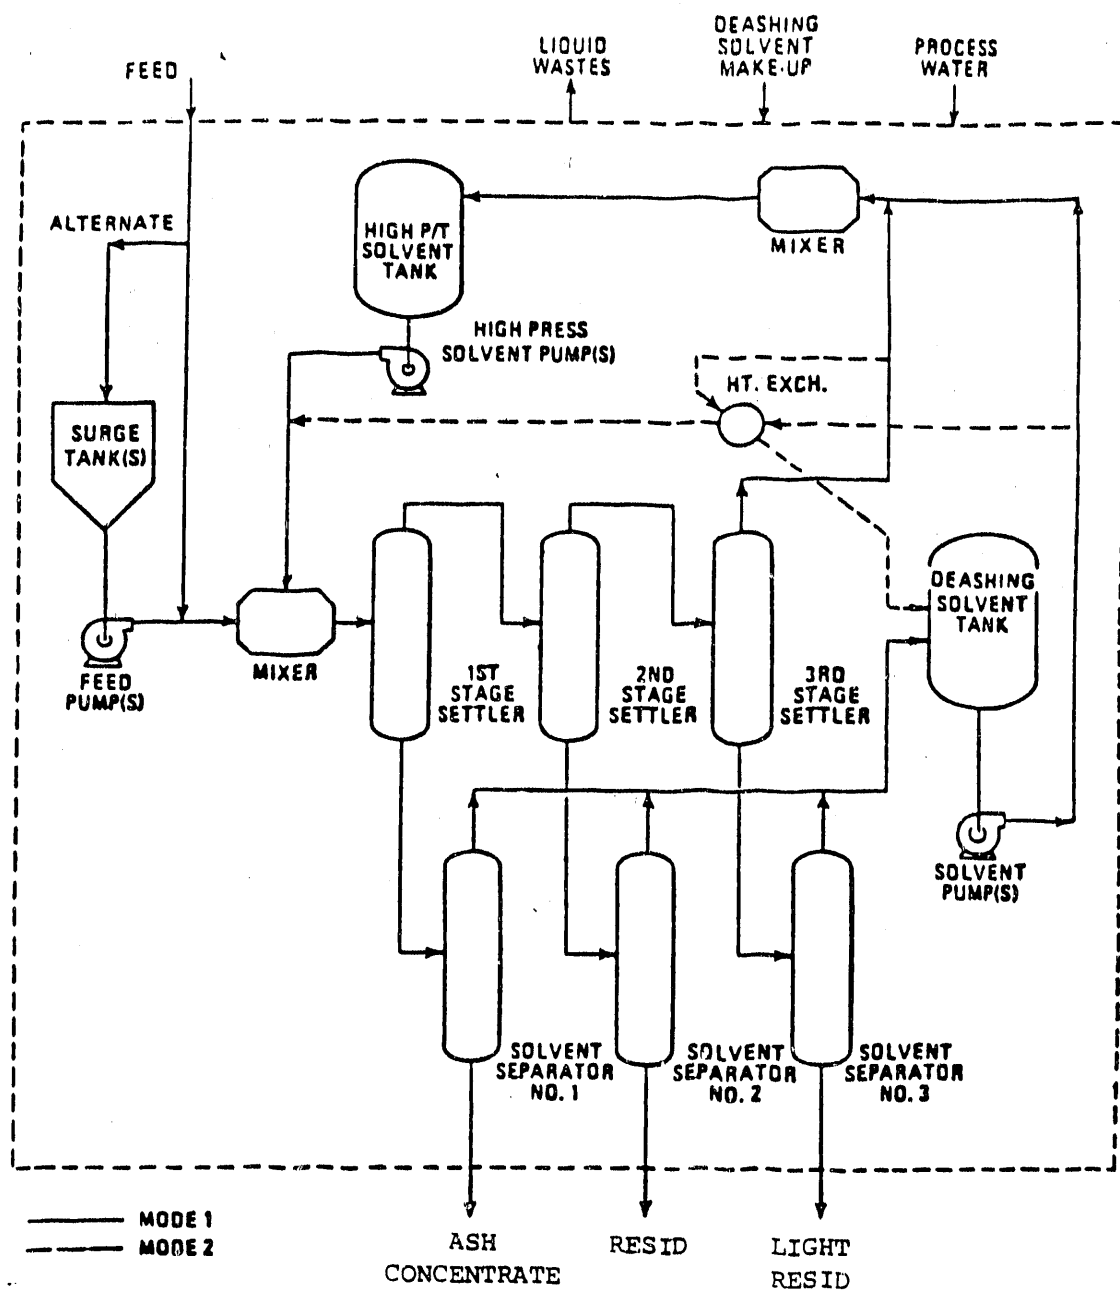 FEED
LIQUID
WASTES
DEASHING
SOLVENT
MAKE-UP
PROCESS
WATER
ALTERNATE
HIGH P/T
SOLVENT
TANK
MIXER
HIGH PRESS
SOLVENT PUMP(S)
HT. EXCH.
SURGE
TANK(S)
DEASHING
SOLVENT
TANK
MIXER
FEED
PUMP(S)
1ST
STAGE
SETTLER
2ND
STAGE
SETTLER
3RD
STAGE
SETTLER
SOLVENT
PUMP(S)
SOLVENT
SEPARATOR
NO. 1
SOLVENT
SEPARATOR
NO. 2
SOLVENT
SEPARATOR
NO. 3
MODE 1
MODE 2
ASH
CONCENTRATE
RESID
LIGHT
RESID